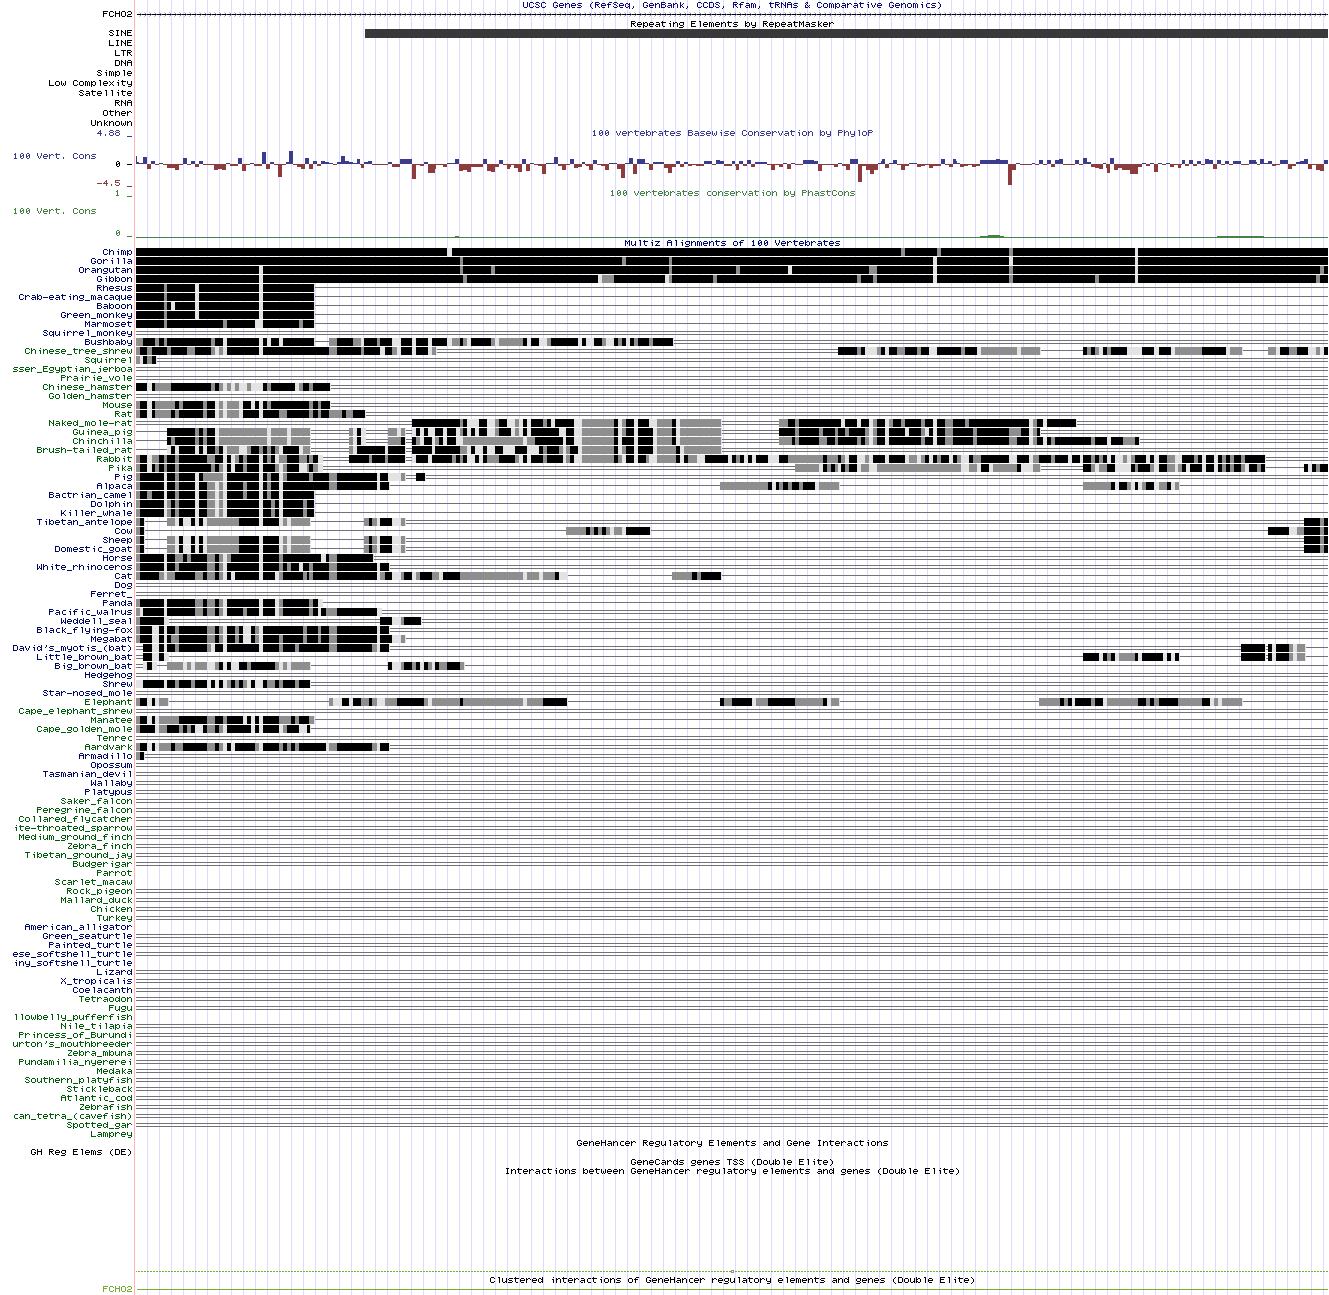 UCSC Genes (RefSeq, GenBank, CCDS, Rfam, tRNAs & Comparative Genomics)
FCHO2
Repeating Elements by RepeatMasker
SINE
LINE
LTR
DNA
Simple
Low Complexity
Satellite
RNA
Other
Unknown
4.88 _
100 vertebrates Basewise Conservation by PhyloP
100 Vert. Cons
0 _
-4.5 _
1 _
100 vertebrates conservation by PhastCons
100 Vert. Cons
0 _
Multiz Alignments of 100 Vertebrates
Chimp
Gorilla
Orangutan
Gibbon
Rhesus
Crab-eating_macaque
Baboon
Green_monkey
Marmoset
Squirrel_monkey
Bushbaby
Chinese_tree_shrew
Squirrel
sser_Egyptian_jerboa
Prairie_vole
Chinese_hamster
Golden_hamster
Mouse
Rat
Naked_mole-rat
Guinea_pig
Chinchilla
Brush-tailed_rat
Rabbit
Pika
Pig
Alpaca
Bactrian_camel
Dolphin
Killer_whale
Tibetan_antelope
Cow
Sheep
Domestic_goat
Horse
White_rhinoceros
Cat
Dog
Ferret_
Panda
Pacific_walrus
Weddell_seal
Black_flying-fox
Megabat
David's_myotis_(bat)
Little_brown_bat
Big_brown_bat
Hedgehog
Shrew
Star-nosed_mole
Elephant
Cape_elephant_shrew
Manatee
Cape_golden_mole
Tenrec
Aardvark
Armadillo
Opossum
Tasmanian_devil
Wallaby
Platypus
Saker_falcon
Peregrine_falcon
Collared_flycatcher
ite-throated_sparrow
Medium_ground_finch
Zebra_finch
Tibetan_ground_jay
Budgerigar
Parrot
Scarlet_macaw
Rock_pigeon
Mallard_duck
Chicken
Turkey
American_alligator
Green_seaturtle
Painted_turtle
ese_softshell_turtle
iny_softshell_turtle
Lizard
X_tropicalis
Coelacanth
Tetraodon
Fugu
llowbelly_pufferfish
Nile_tilapia
Princess_of_Burundi
urton's_mouthbreeder
Zebra_mbuna
Pundamilia_nyererei
Medaka
Southern_platyfish
Stickleback
Atlantic_cod
Zebrafish
can_tetra_(cavefish)
Spotted_gar
Lamprey
GeneHancer Regulatory Elements and Gene Interactions
GH Reg Elems (DE)
GeneCards genes TSS (Double Elite)
Interactions between GeneHancer regulatory elements and genes (Double Elite)
Clustered interactions of GeneHancer regulatory elements and genes (Double Elite)
FCHO2